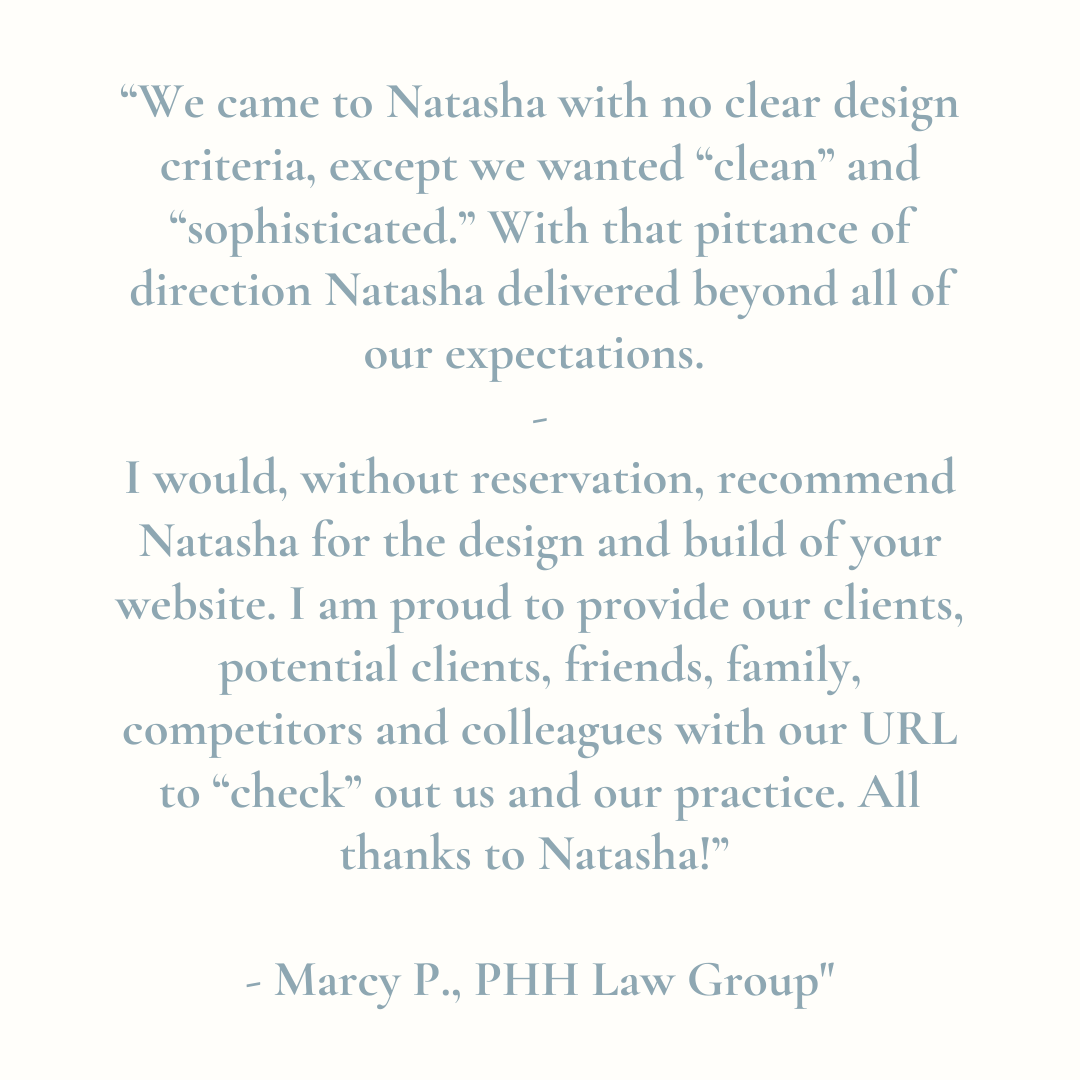 “We came to Natasha with no clear design
criteria, except we wanted “clean” and
“sophisticated.” With that pittance of
direction Natasha delivered beyond all of
our expectations.
-
I would, without reservation, recommend
Natasha for the design and build of your
website. I am proud to provide our clients,
potential clients, friends, family,
competitors and colleagues with our URL
to “check” out us and our practice. All
thanks to Natasha!”
- Marcy P., PHH Law Group"